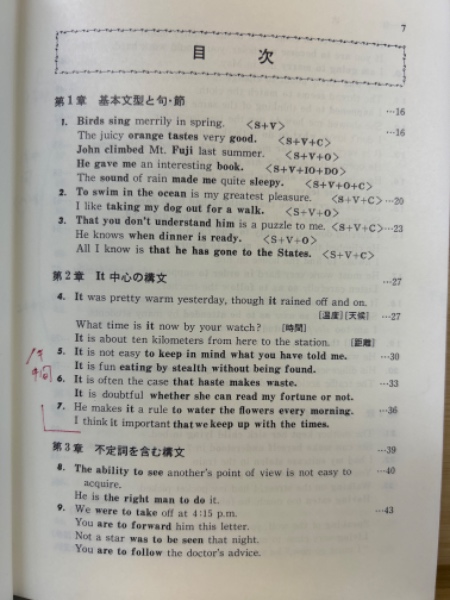 7
目 次
第1章 基本文型と句・節 …16
1. Birds sing merrily in spring. <S+V> …16
The juicy orange tastes very good. <S+V+C>
John climbed Mt. Fuji last summer. <S+V+O>
He gave me an interesting book. <S+V+IO+DO>
The sound of rain made me quite sleepy. <S+V+O+C>
2. To swim in the ocean is my greatest pleasure. <S+V+C> …20
I like taking my dog out for a walk. <S+V+O>
3. That you don't understand him is a puzzle to me. <S+V+C> …23
He knows when dinner is ready. <S+V+O>
All I know is that he has gone to the States. <S+V+C>
第2章 It 中心の構文 …27
4. It was pretty warm yesterday, though it rained off and on.
[温度][天候] …27
What time is it now by your watch? [時間]
It is about ten kilometers from here to the station. [距離]
5. It is not easy to keep in mind what you have told me. …30
It is fun eating by stealth without being found.
6. It is often the case that haste makes waste. …33
It is doubtful whether she can read my fortune or not.
7. He makes it a rule to water the flowers every morning. …36
I think it important that we keep up with the times.
第3章 不定詞を含む構文 …39
8. The ability to see another's point of view is not easy to …40
acquire.
He is the right man to do it.
9. We were to take off at 4:15 p.m. …43
You are to forward him this letter.
Not a star was to be seen that night.
You are to follow the doctor's advice.